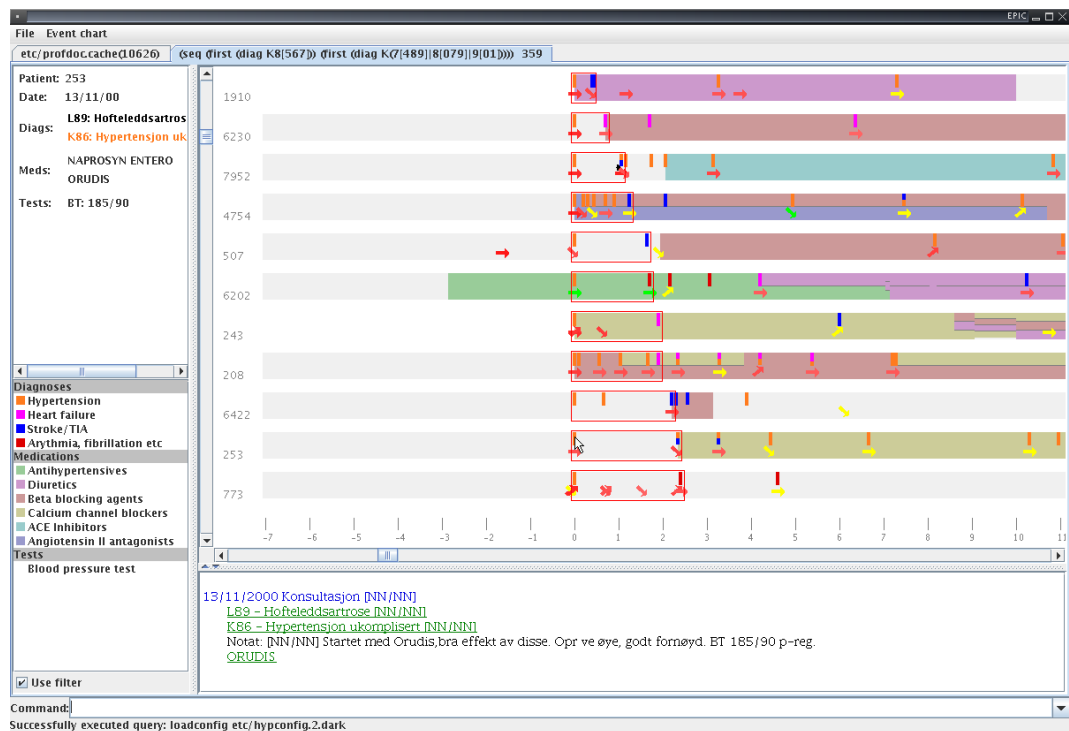 EPIC
File Event chart
etc/profdoc.cache(10626) (seq (first (diag K8[567])) (first (diag K(7[489]|8[079]|9[01])))) 359
Patient: 253
Date: 13/11/00
Diags: L89: Hofteleddsartros
K86: Hypertensjon uk
Meds: NAPROSYN ENTERO
ORUDIS
Tests: BT: 185/90
Diagnoses
Hypertension
Heart failure
Stroke/TIA
Arythmia, fibrillation etc
Medications
Antihypertensives
Diuretics
Beta blocking agents
Calcium channel blockers
ACE Inhibitors
Angiotensin II antagonists
Tests
Blood pressure test
Use filter
1910
6230
7952
4754
507
6202
243
208
6422
253
773
-7 -6 -5 -4 -3 -2 -1 0 1 2 3 4 5 6 7 8 9 10 11
13/11/2000 Konsultasjon [NN/NN]
L89 - Hofteleddsartrose [NN/NN]
K86 - Hypertensjon ukomplisert [NN/NN]
Notat: [NN/NN] Startet med Orudis,bra effekt av disse. Opr ve øye, godt fornøyd. BT 185/90 p-reg.
ORUDIS
Command:
Successfully executed query: loadconfig etc/hypconfig.2.dark